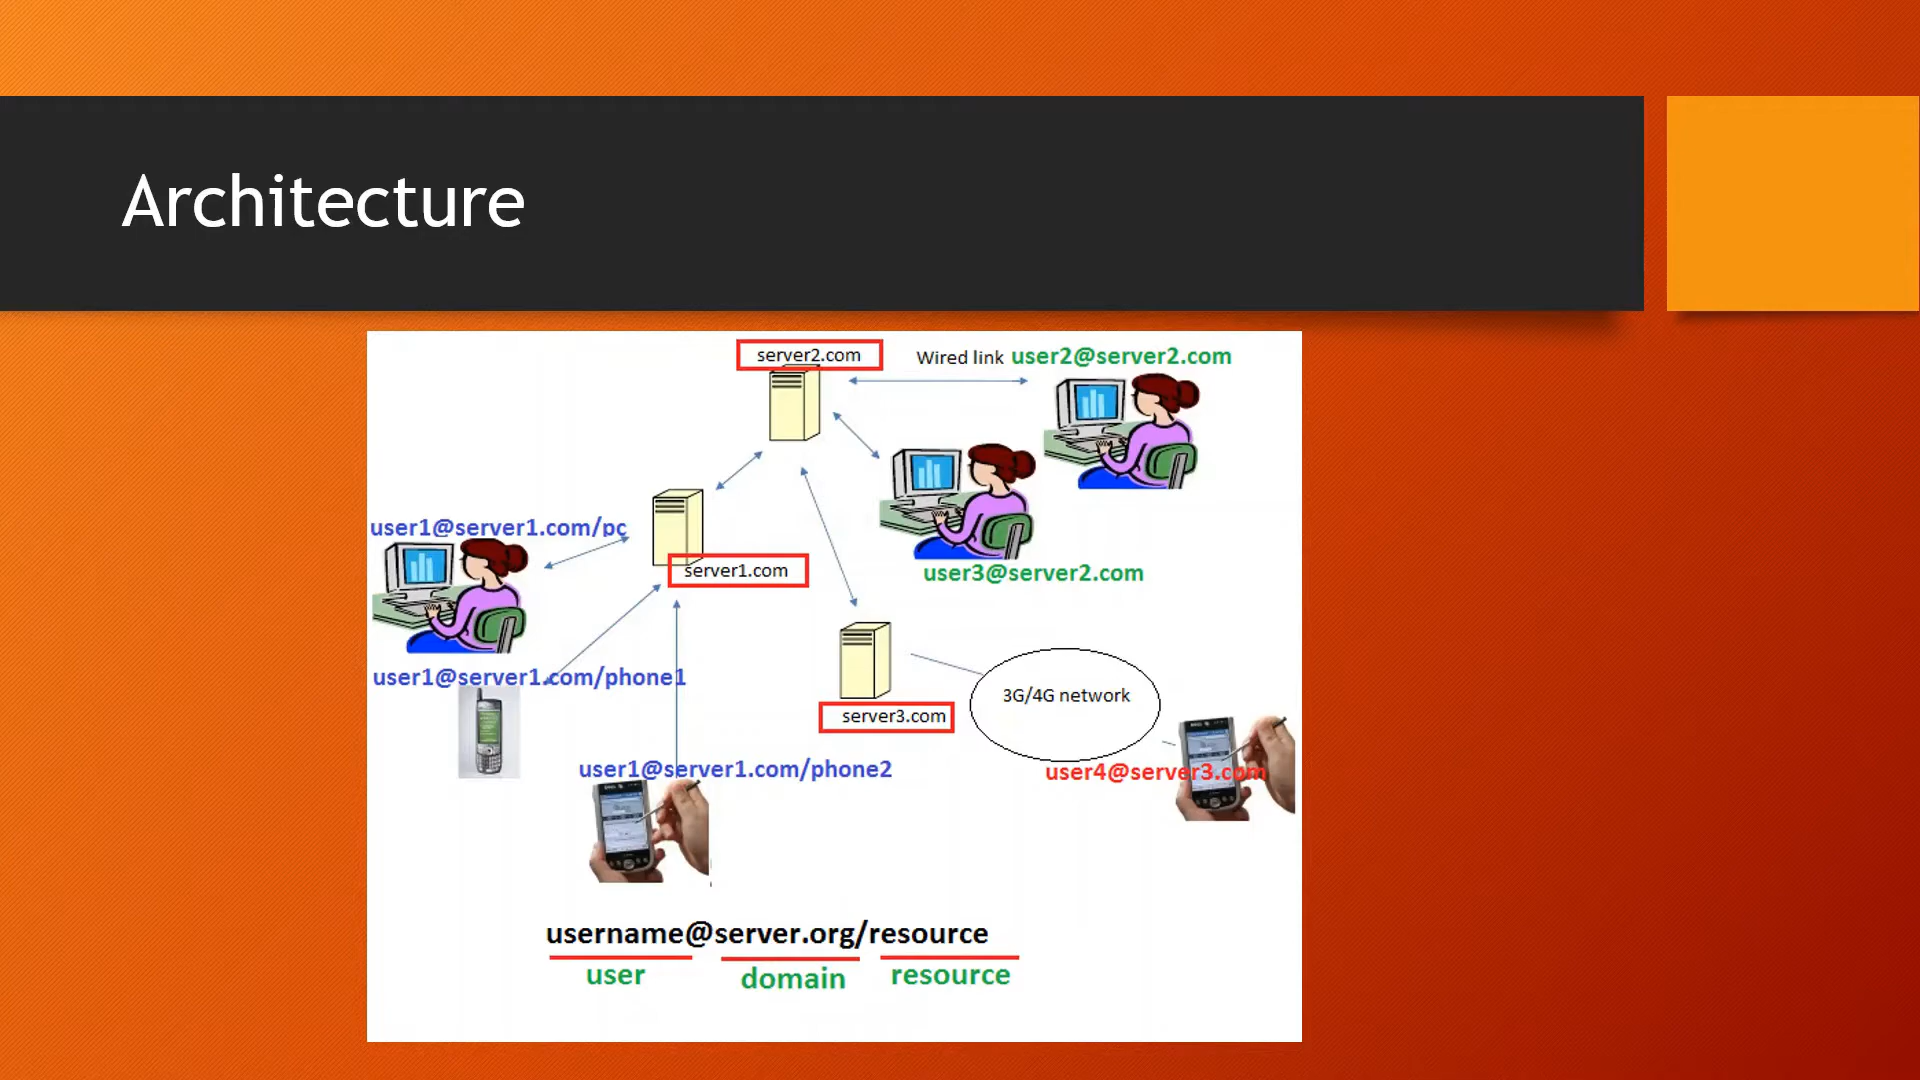 Architecture
server2.com
Wired link user2@server2.com
user1@server1.com/pc
server1.com
user3@server2.com
user1@server1.com/phone1
3G/4G network
server3.com
user1@server1.com/phone2
user4@server3.com
username@server.org/resource
user domain resource